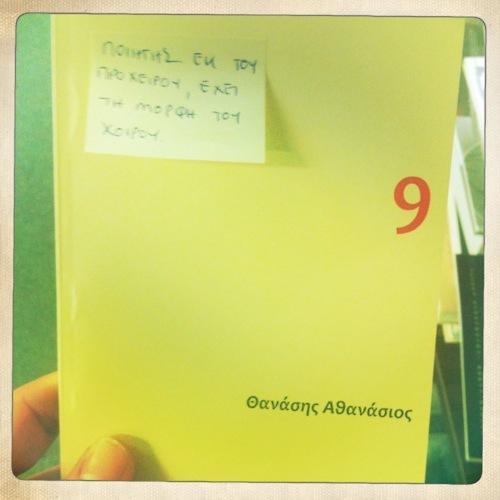 ΠΟΙΗΤΗΣ ΕΚ ΤΟΥ
ΠΡΟΧΕΙΡΟΥ, ΕΧΕΙ
ΤΗ ΜΟΡΦΗ ΤΟΥ
ΧΟΙΡΟΥ.
9
Θανάσης Αθανάσιος